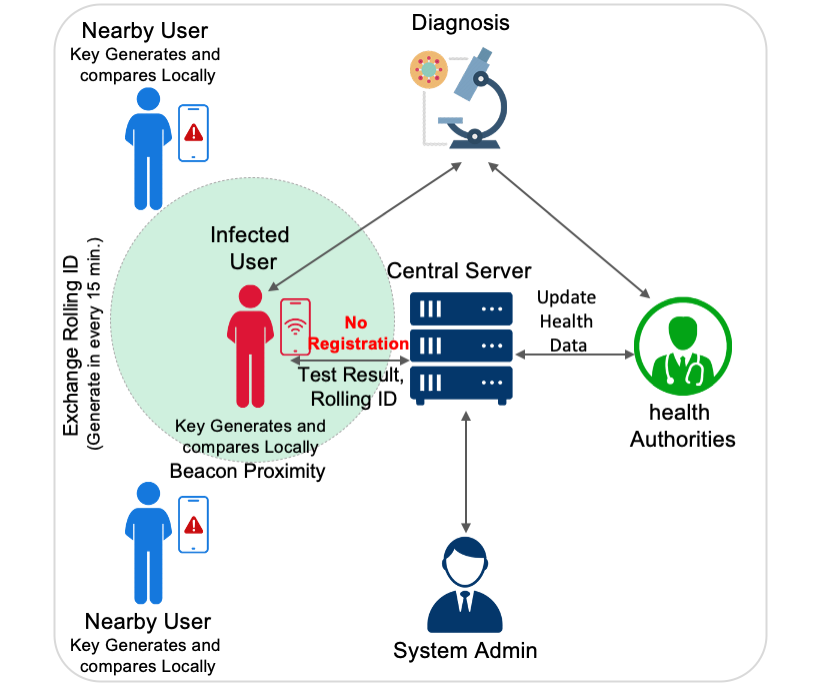 Nearby User
Key Generates and
compares Locally
Diagnosis
Exchange Rolling ID
(Generate in every 15 min.)
Infected
User
No
Registration
Test Result,
Rolling ID
Key Generates and
compares Locally
Beacon Proximity
Central Server
Update
Health
Data
health
Authorities
Nearby User
Key Generates and
compares Locally
System Admin